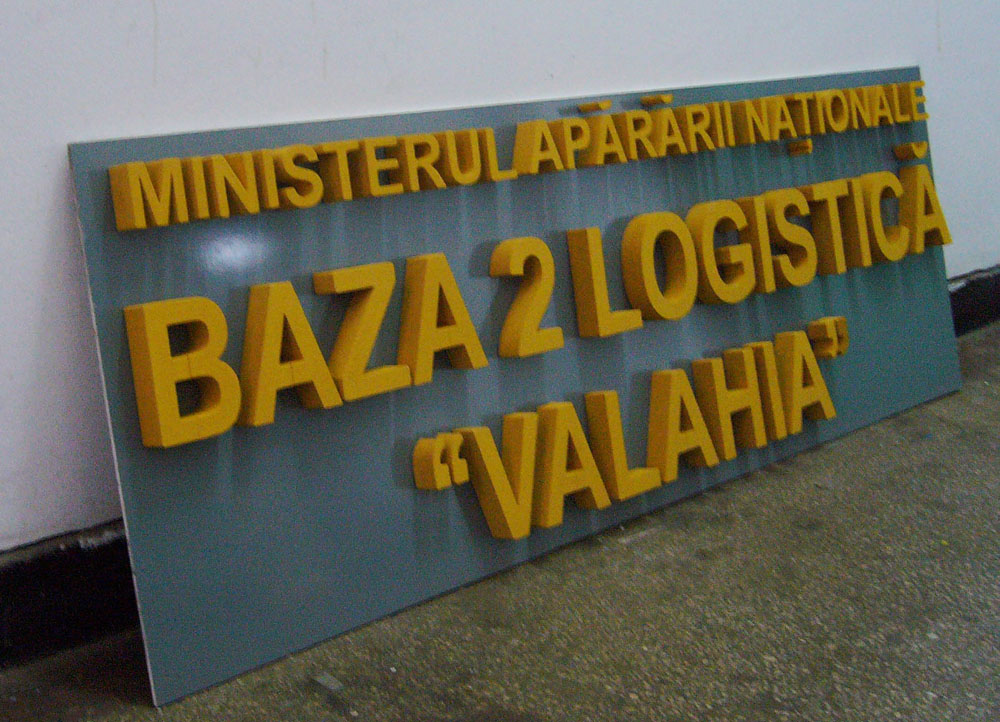 MINISTERUL APĂRĂRII NAȚIONALE
BAZA 2 LOGISTICĂ
“VALAHIA”